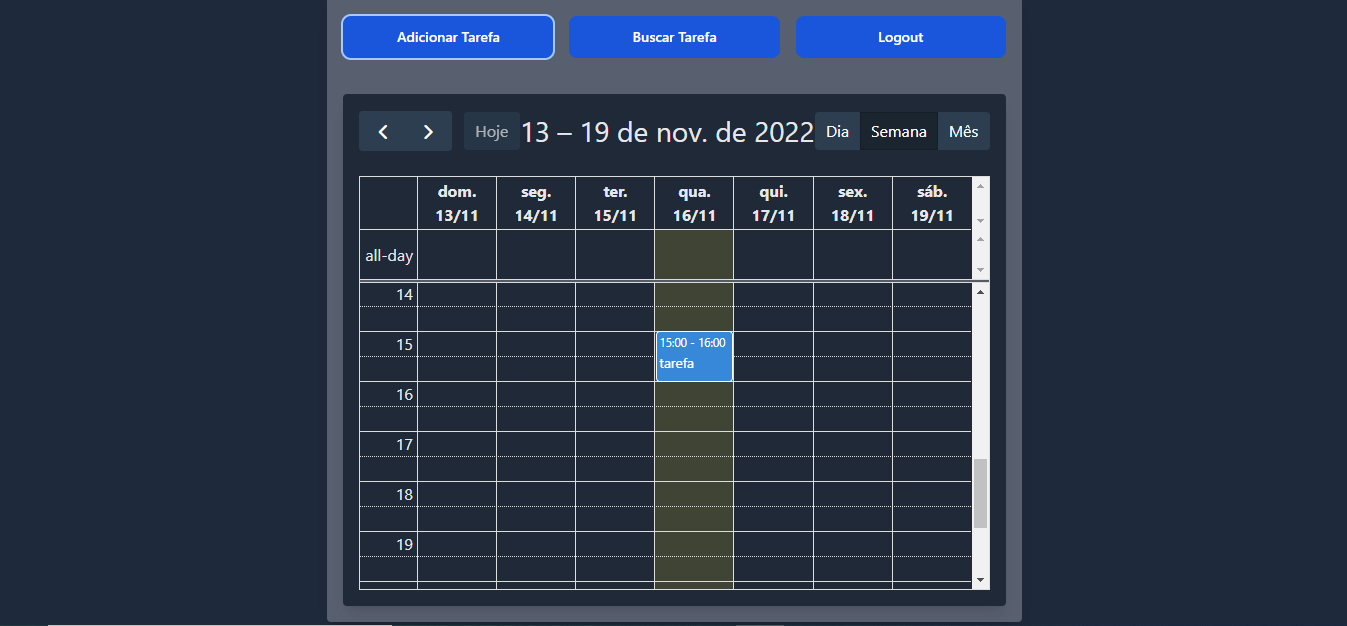 Adicionar Tarefa Buscar Tarefa Logout
Hoje 13 – 19 de nov. de 2022 Dia Semana Mês
dom. seg. ter. qua. qui. sex. sáb.
13/11 14/11 15/11 16/11 17/11 18/11 19/11
all-day
14
15 15:00 - 16:00
tarefa
16
17
18
19